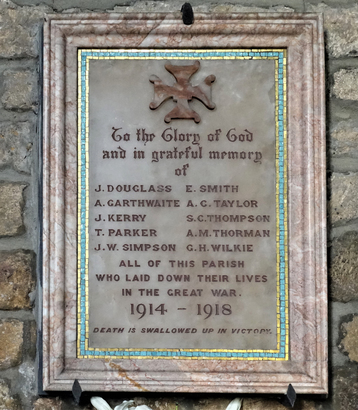 To the Glory of God
and in grateful memory
of
J. DOUGLASS E. SMITH
A. GARTHWAITE A. G. TAYLOR
J. KERRY S. C. THOMPSON
T. PARKER A. M. THORMAN
J. W. SIMPSON G. H. WILKIE
ALL OF THIS PARISH
WHO LAID DOWN THEIR LIVES
IN THE GREAT WAR.
1914 – 1918
DEATH IS SWALLOWED UP IN VICTORY.